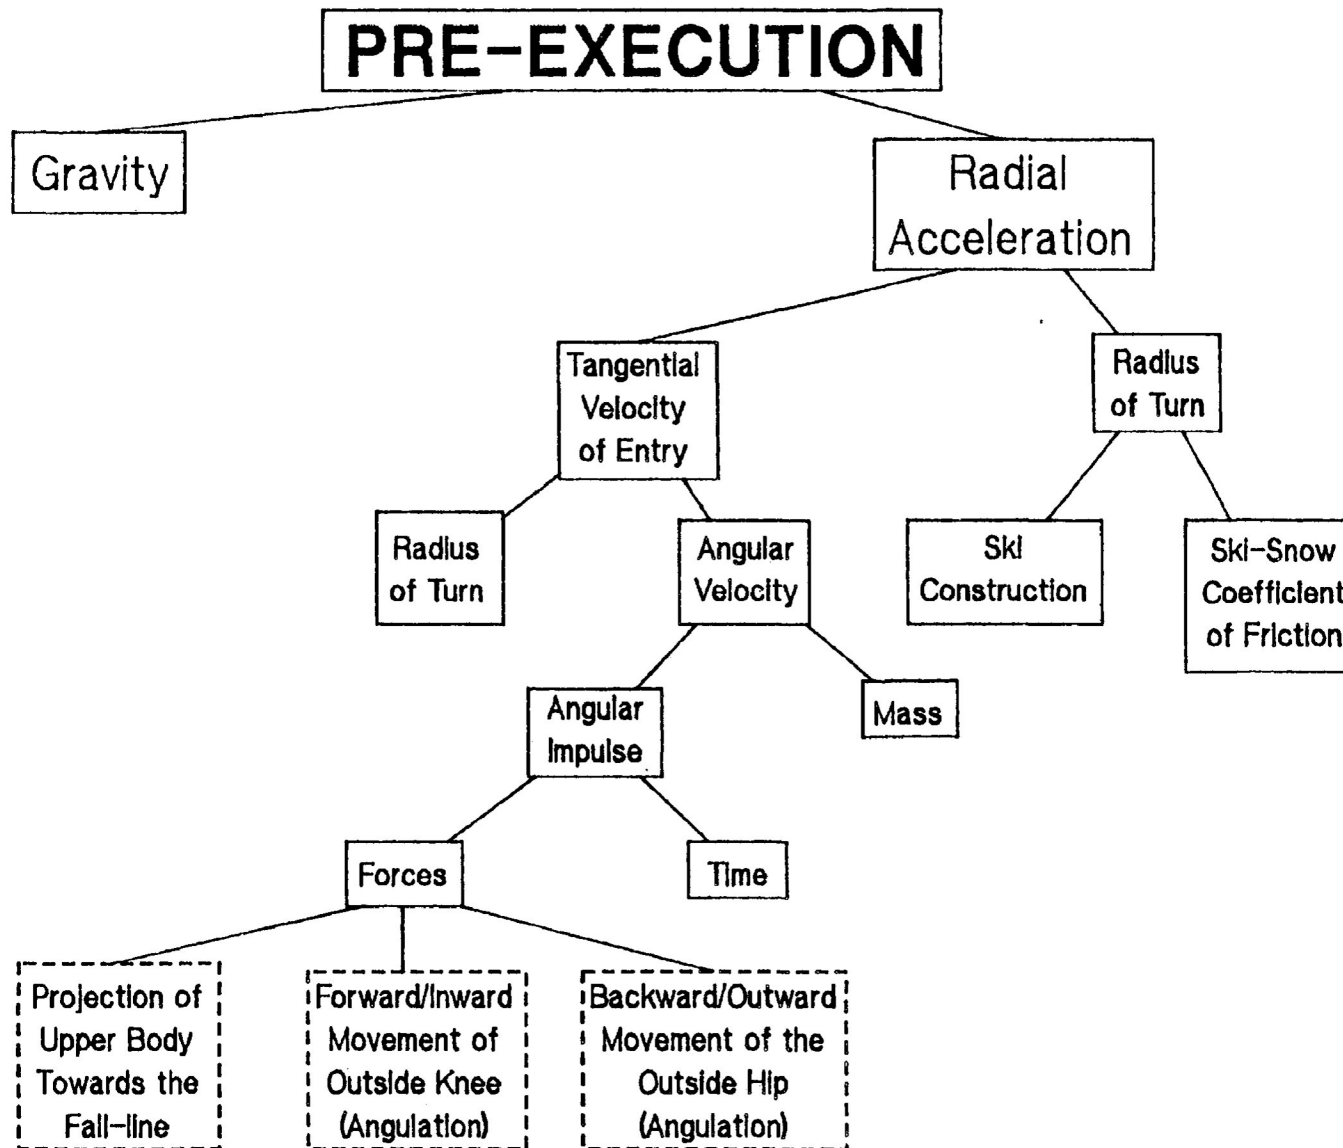 PRE-EXECUTION
Gravity
Radial
Acceleration
Tangential
Velocity
of Entry
Radius
of Turn
Radius
of Turn
Angular
Velocity
Ski
Construction
Ski-Snow
Coefficient
of Friction
Angular
Impulse
Mass
Forces
Time
Projection of
Upper Body
Towards the
Fall-line
Forward/Inward
Movement of
Outside Knee
(Angulation)
Backward/Outward
Movement of the
Outside Hip
(Angulation)